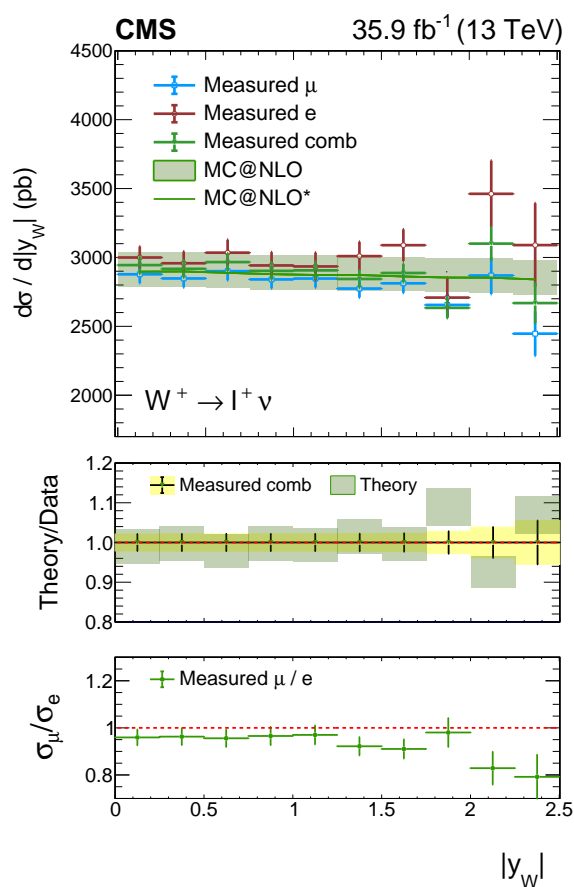 CMS 35.9 fb⁻¹ (13 TeV)
4500
4000
3500
3000
2500
2000
dσ / d|y_W| (pb)
Measured μ
Measured e
Measured comb
MC@NLO
MC@NLO*
W⁺ → l⁺ ν
1.2
1.1
1.0
0.9
0.8
Theory/Data
Measured comb Theory
1.2
1
0.8
σ_μ/σ_e
Measured μ / e
0 0.5 1 1.5 2 2.5
|y_W|